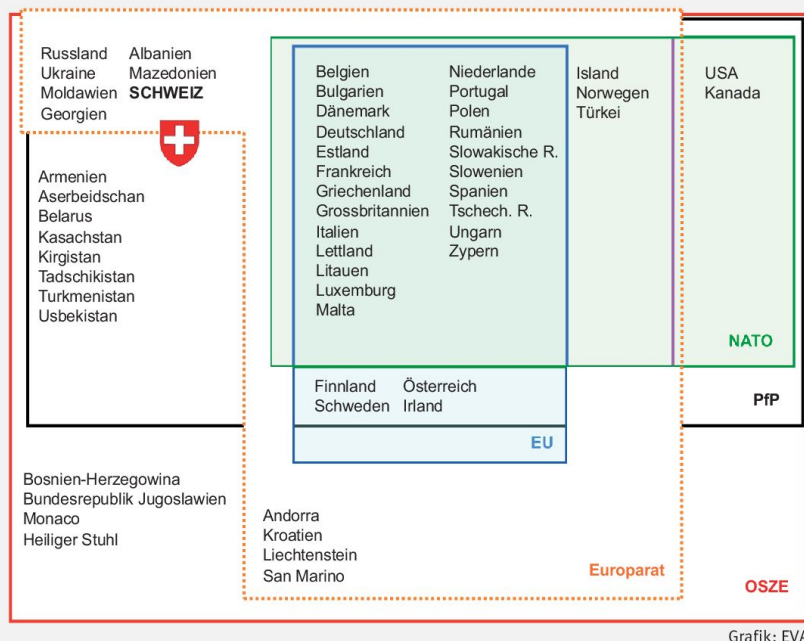 Russland Albanien
Ukraine Mazedonien
Moldawien SCHWEIZ
Georgien
Armenien
Aserbeidschan
Belarus
Kasachstan
Kirgistan
Tadschikistan
Turkmenistan
Usbekistan
Belgien Niederlande
Bulgarien Portugal
Dänemark Polen
Deutschland Rumänien
Estland Slowakische R.
Frankreich Slowenien
Griechenland Spanien
Grossbritannien Tschech. R.
Italien Ungarn
Lettland Zypern
Litauen
Luxemburg
Malta
Island
Norwegen
Türkei
USA
Kanada
NATO
Finnland Österreich
Schweden Irland
PfP
EU
Bosnien-Herzegowina
Bundesrepublik Jugoslawien
Monaco
Heiliger Stuhl
Andorra
Kroatien
Liechtenstein
San Marino
Europarat
OSZE
Grafik: EVA